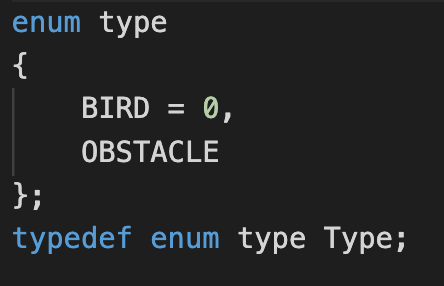 enum type
{
    BIRD = 0,
    OBSTACLE
};
typedef enum type Type;